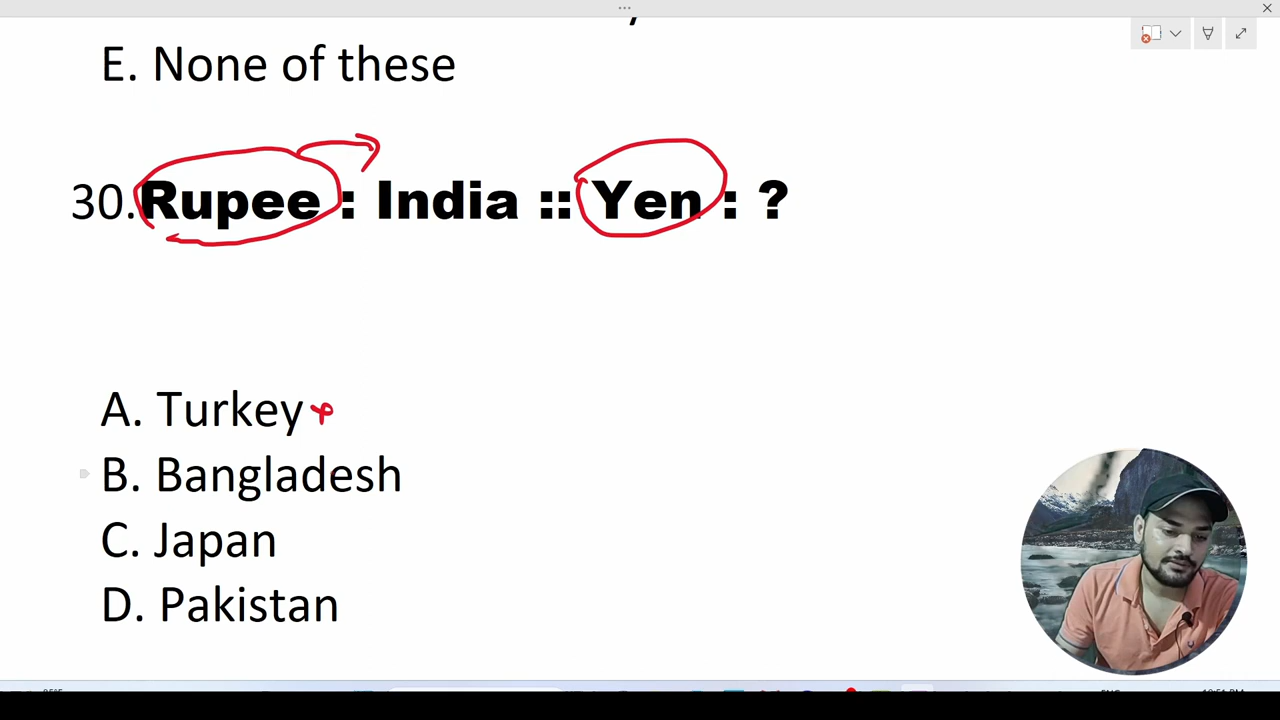 E. None of these
30.Rupee : India :: Yen : ?
A. Turkey
B. Bangladesh
C. Japan
D. Pakistan